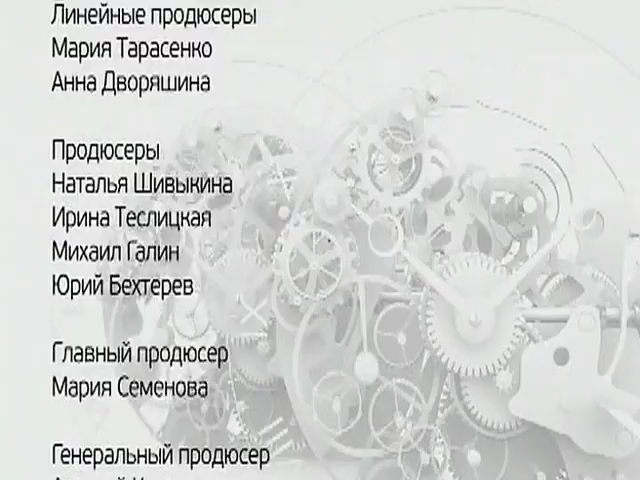 Линейные продюсеры
Мария Тарасенко
Анна Дворяшина
Продюсеры
Наталья Шивыкина
Ирина Теслицкая
Михаил Галин
Юрий Бехтерев
Главный продюсер
Мария Семенова
Генеральный продюсер